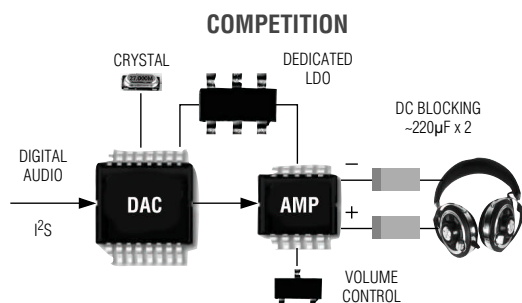 COMPETITION
CRYSTAL
27.000M
DEDICATED
LDO
DC BLOCKING
~220µF x 2
DIGITAL
AUDIO
I²S
DAC
AMP
–
+
VOLUME
CONTROL